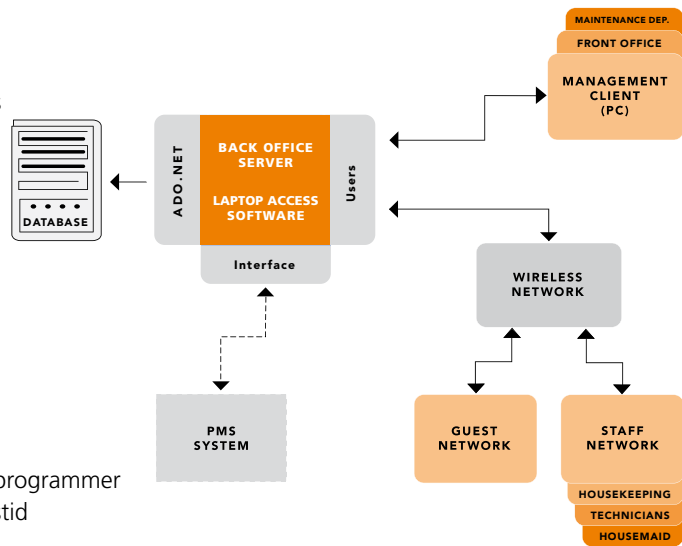 MAINTENANCE DEP.
FRONT OFFICE
MANAGEMENT
CLIENT
(PC)
s
DATABASE
ADO.NET
BACK OFFICE
SERVER
LAPTOP ACCESS
SOFTWARE
Users
Interface
WIRELESS
NETWORK
PMS
SYSTEM
GUEST
NETWORK
STAFF
NETWORK
HOUSEKEEPING
TECHNICIANS
HOUSEMAID
programmer
tid